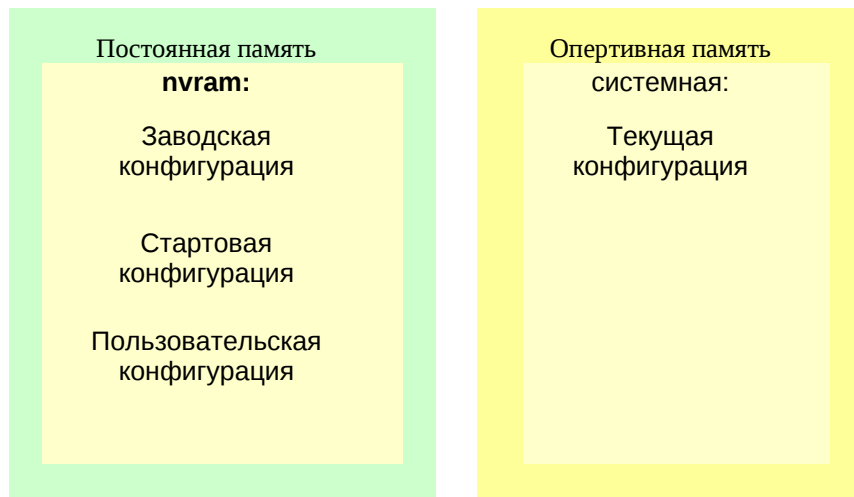 Постоянная память
nvram:
Заводская
конфигурация
Стартовая
конфигурация
Пользовательская
конфигурация
Опертивная память
системная:
Текущая
конфигурация